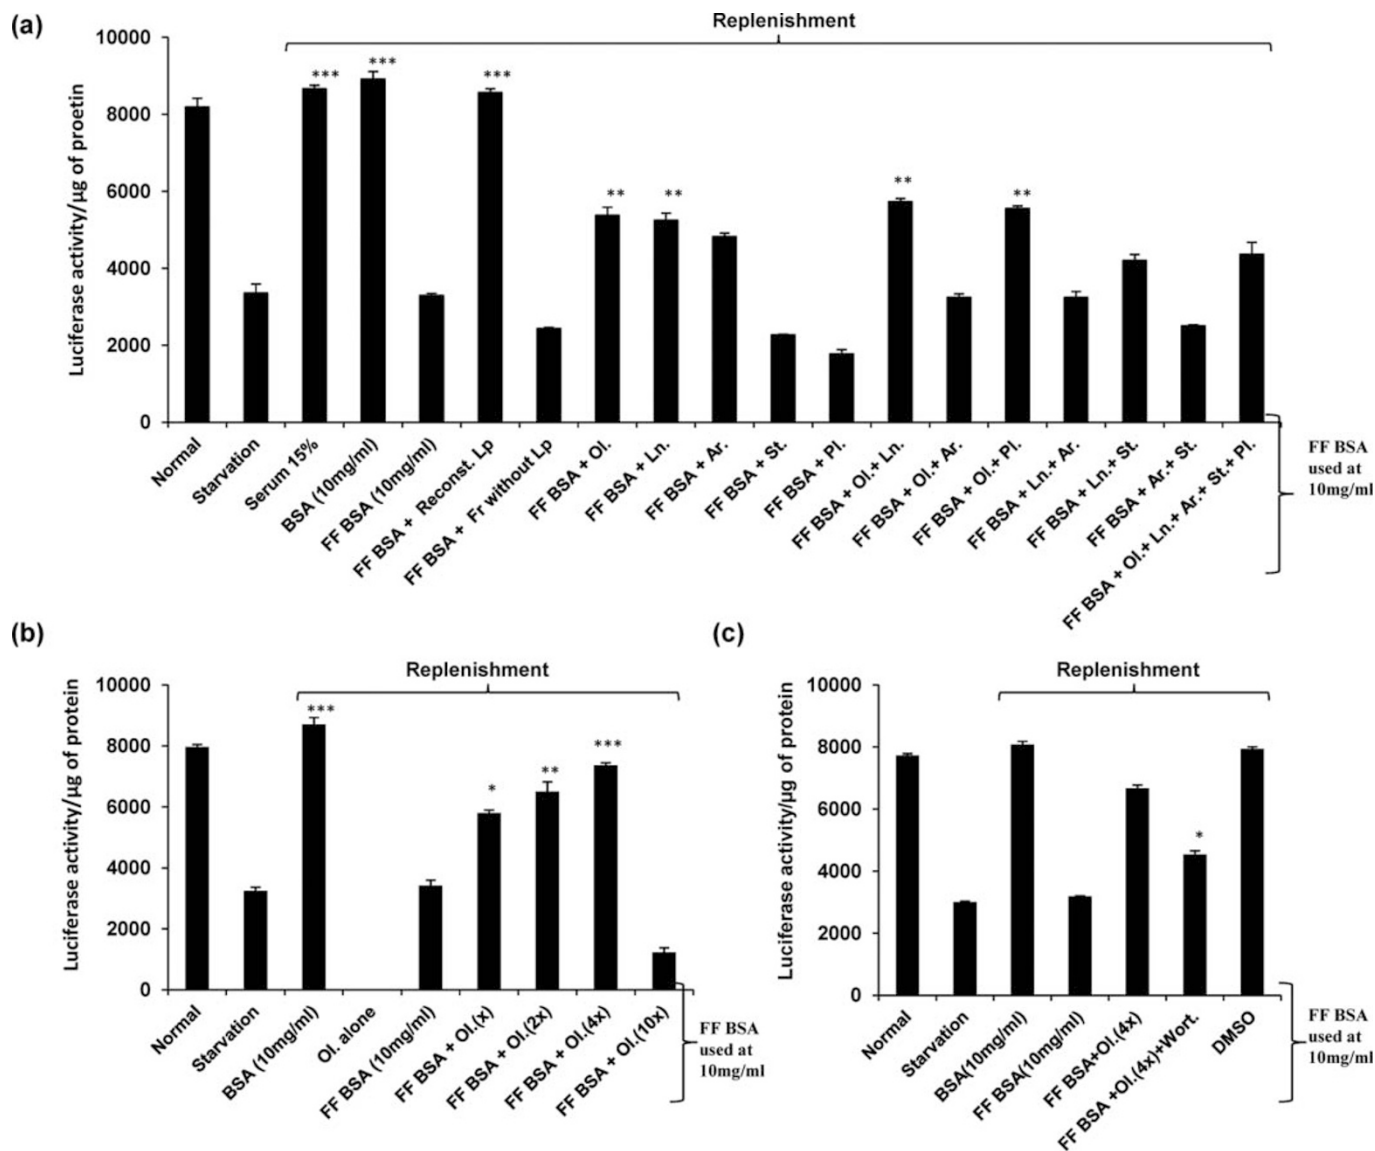 (a)
Replenishment
10000
8000
6000
4000
2000
0
Luciferase activity/µg of proetin
***
***
***
**
**
**
**
Normal
Starvation
Serum 15%
BSA (10mg/ml)
FF BSA (10mg/ml)
FF BSA + Reconst. Lp
FF BSA + Fr without Lp
FF BSA + Ol.
FF BSA + Ln.
FF BSA + Ar.
FF BSA + St.
FF BSA + Pl.
FF BSA + Ol.+ Ln.
FF BSA + Ol.+ Ar.
FF BSA + Ol.+ Pl.
FF BSA + Ln.+ Ar.
FF BSA + Ln.+ St.
FF BSA + Ar.+ St.
FF BSA + Ol.+ Ln.+ Ar.+ St.+ Pl.
FF BSA
used at
10mg/ml
(b)
Replenishment
10000
8000
6000
4000
2000
0
Luciferase activity/µg of protein
***
*
**
***
Normal
Starvation
BSA (10mg/ml)
Ol. alone
FF BSA (10mg/ml)
FF BSA + Ol.(x)
FF BSA + Ol.(2x)
FF BSA + Ol.(4x)
FF BSA + Ol.(10x)
FF BSA
used at
10mg/ml
(c)
Replenishment
10000
8000
6000
4000
2000
0
Luciferase activity/µg of protein
*
Normal
Starvation
BSA(10mg/ml)
FF BSA(10mg/ml)
FF BSA+Ol.(4x)
FF BSA +Ol.(4x)+Wort.
DMSO
FF BSA
used at
10mg/ml